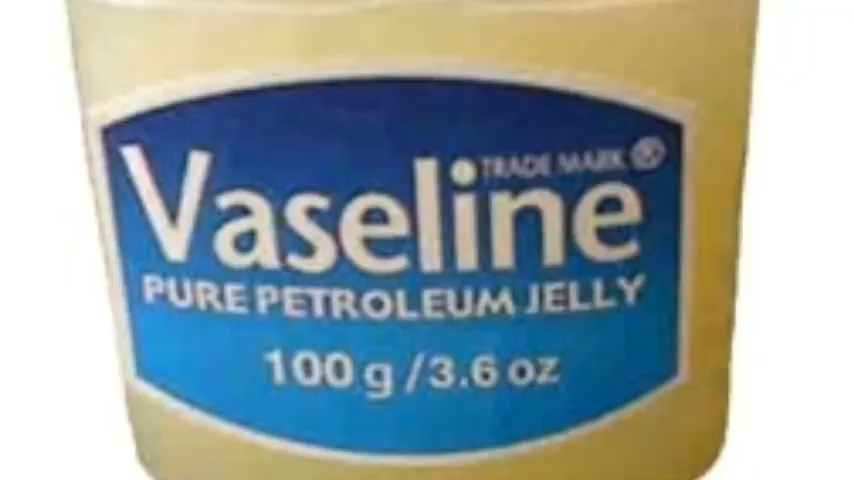 TRADE MARK ®
Vaseline
PURE PETROLEUM JELLY
100 g / 3.6 oz